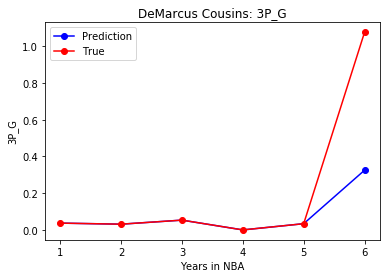 DeMarcus Cousins: 3P_G
Prediction
True
1.0
0.8
0.6
0.4
0.2
0.0
3P_G
1 2 3 4 5 6
Years in NBA